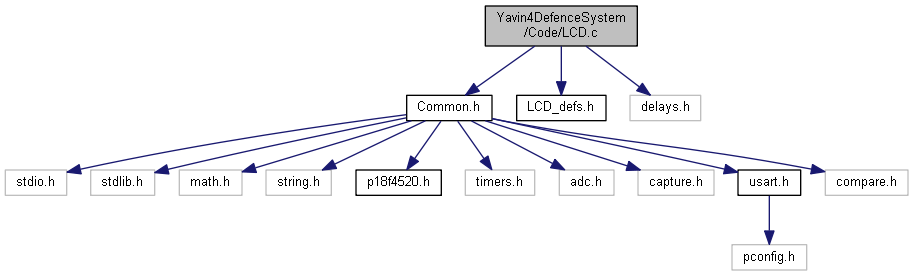 Yavin4DefenceSystem
/Code/LCD.c
Common.h
LCD_defs.h
delays.h
stdio.h
stdlib.h
math.h
string.h
p18f4520.h
timers.h
adc.h
capture.h
usart.h
compare.h
pconfig.h